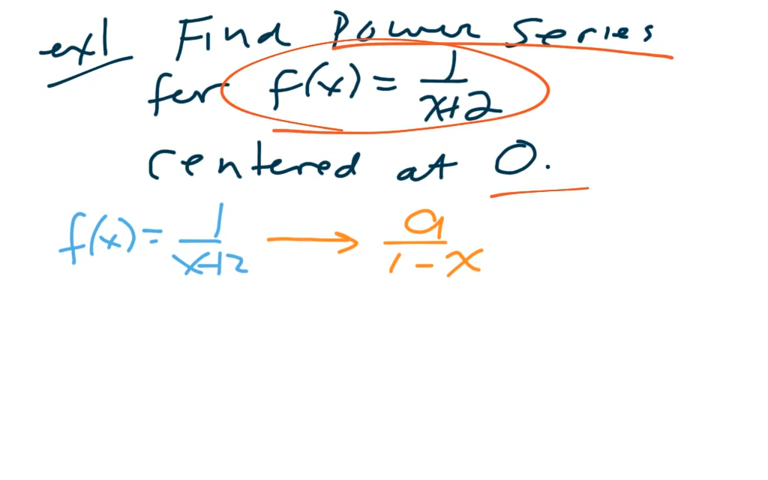 ex1 Find Power Series
for f(x) = 1/(x+2)
centered at 0.
f(x) = 1/(x+2) → a/(1-x)